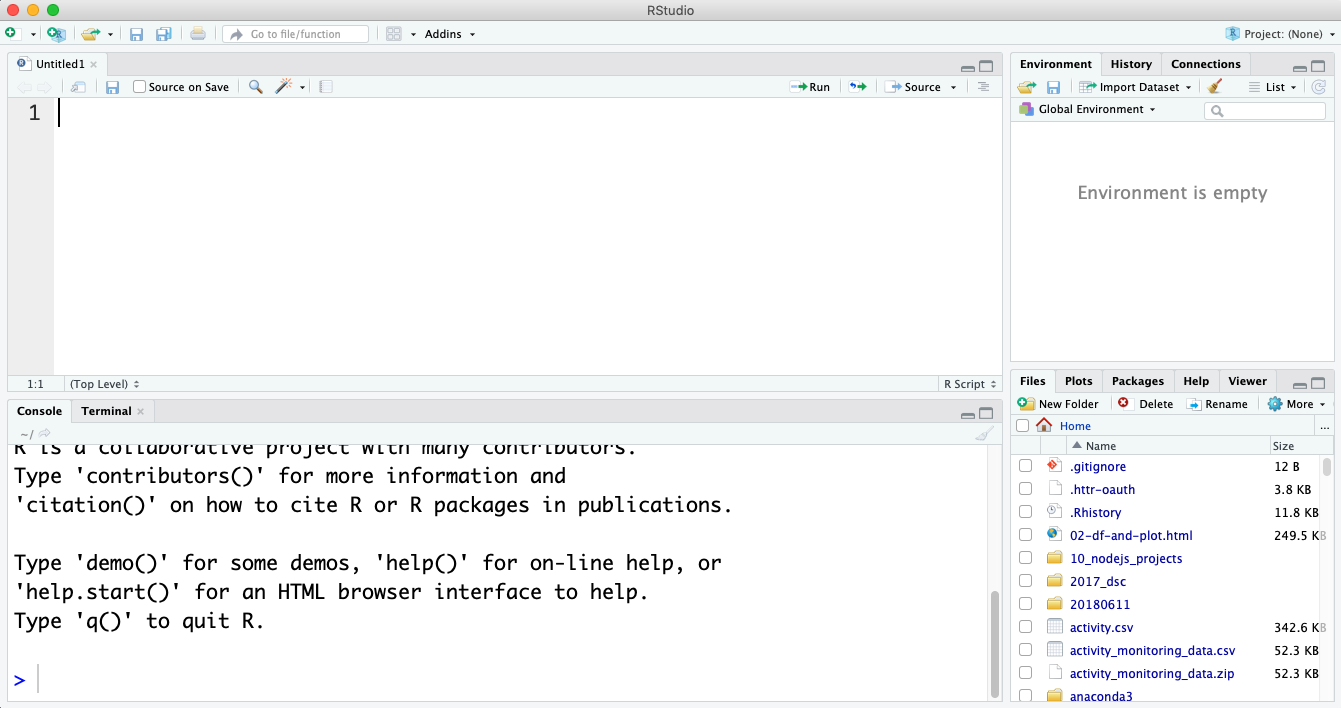 RStudio
Go to file/function Addins Project: (None)
Untitled1
Source on Save Run Source
1
1:1 (Top Level) R Script
Console Terminal
~/
R is a collaborative project with many contributors.
Type 'contributors()' for more information and
'citation()' on how to cite R or R packages in publications.
Type 'demo()' for some demos, 'help()' for on-line help, or
'help.start()' for an HTML browser interface to help.
Type 'q()' to quit R.
>
Environment History Connections
Import Dataset List
Global Environment
Environment is empty
Files Plots Packages Help Viewer
New Folder Delete Rename More
Home ...
Name Size
.gitignore 12 B
.httr-oauth 3.8 KB
.Rhistory 11.8 KB
02-df-and-plot.html 249.5 KB
10_nodejs_projects
2017_dsc
20180611
activity.csv 342.6 KB
activity_monitoring_data.csv 52.3 KB
activity_monitoring_data.zip 52.3 KB
anaconda3